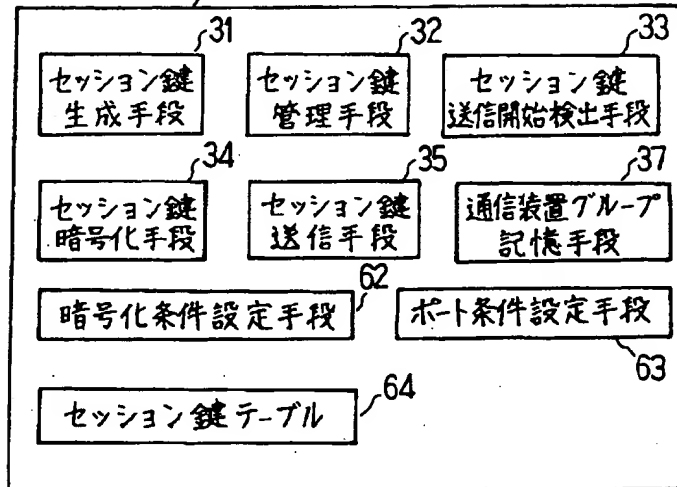 31
セッション鍵
生成手段
32
セッション鍵
管理手段
33
セッション鍵
送信開始検出手段
34
セッション鍵
暗号化手段
35
セッション鍵
送信手段
37
通信装置グループ
記憶手段
暗号化条件設定手段
62
ポート条件設定手段
63
セッション鍵テーブル
64